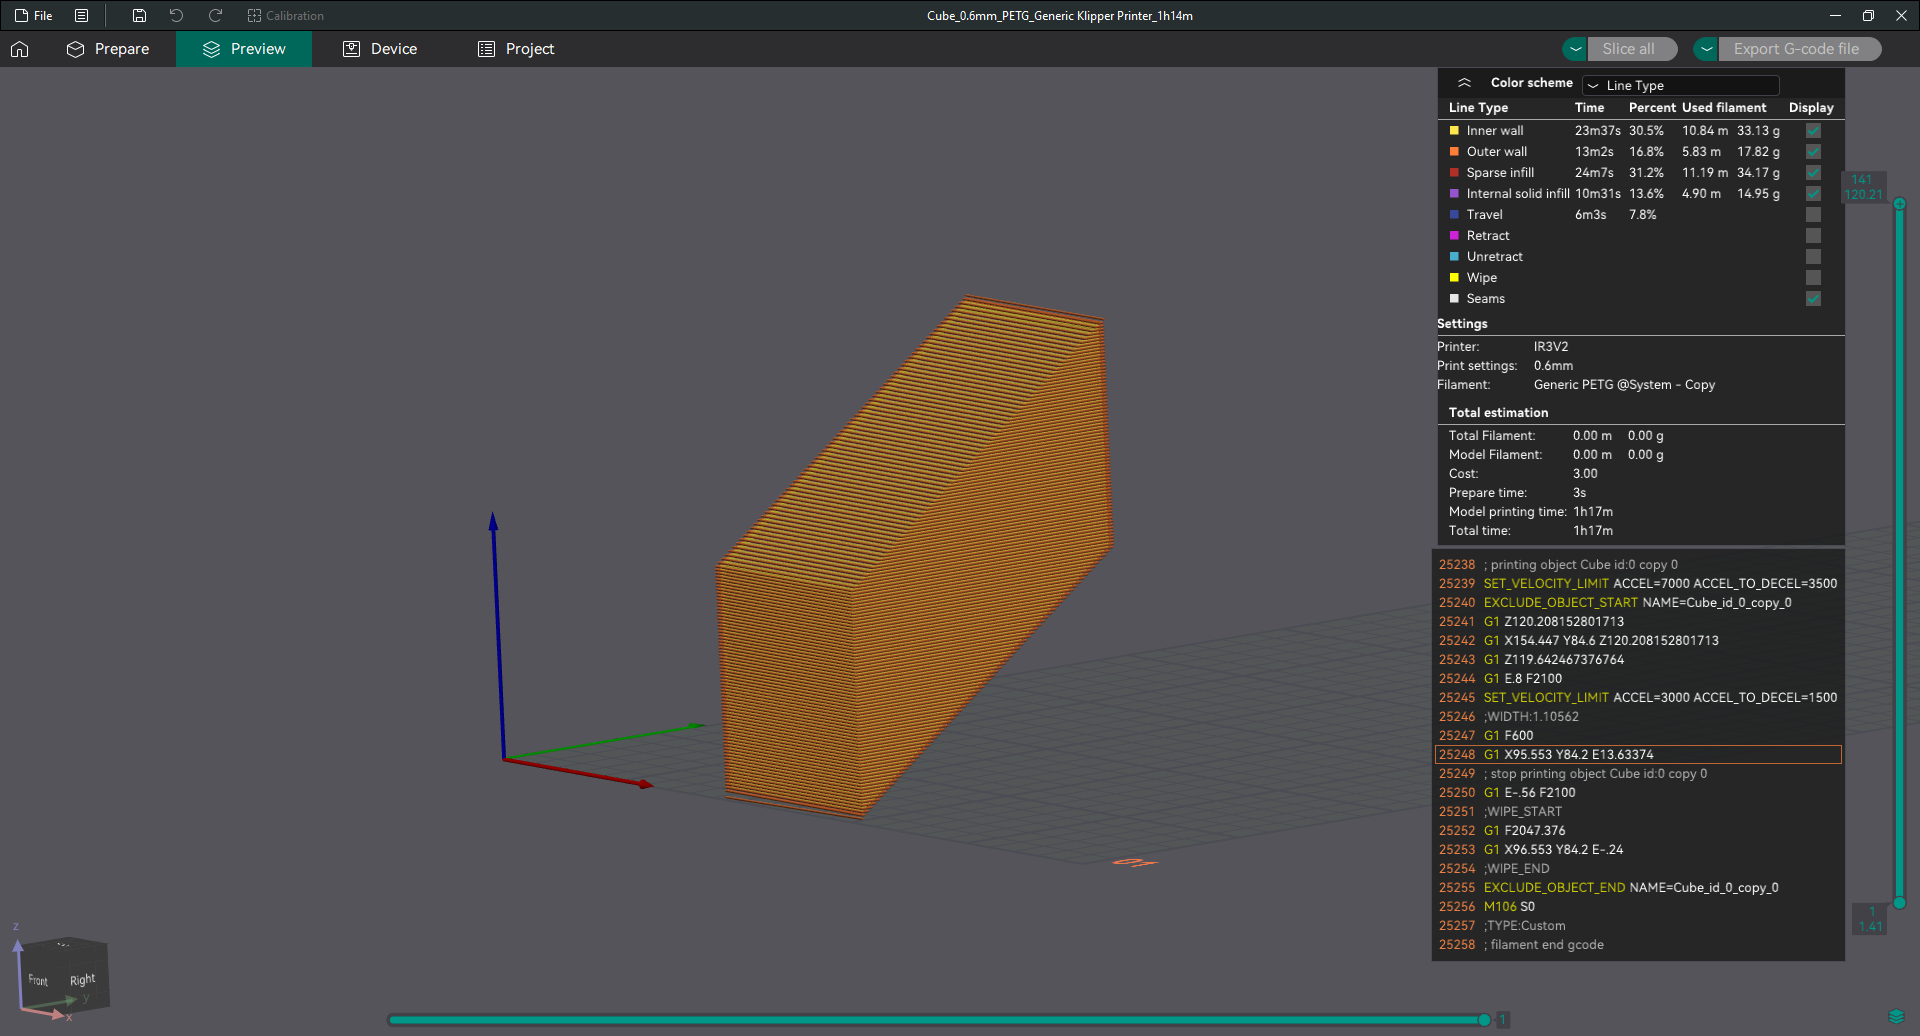 File
Calibration
Cube_0.6mm_PETG_Generic Klipper Printer_1h14m
Prepare
Preview
Device
Project
Slice all
Export G-code file
Color scheme Line Type
Line Type Time Percent Used filament Display
Inner wall 23m37s 30.5% 10.84 m 33.13 g
Outer wall 13m2s 16.8% 5.83 m 17.82 g
Sparse infill 24m7s 31.2% 11.19 m 34.17 g
Internal solid infill 10m31s 13.6% 4.90 m 14.95 g
Travel 6m3s 7.8%
Retract
Unretract
Wipe
Seams
Settings
Printer: IR3V2
Print settings: 0.6mm
Filament: Generic PETG @System - Copy
Total estimation
Total Filament: 0.00 m 0.00 g
Model Filament: 0.00 m 0.00 g
Cost: 3.00
Prepare time: 3s
Model printing time: 1h17m
Total time: 1h17m
141
120.21
25238 ; printing object Cube id:0 copy 0
25239 SET_VELOCITY_LIMIT ACCEL=7000 ACCEL_TO_DECEL=3500
25240 EXCLUDE_OBJECT_START NAME=Cube_id_0_copy_0
25241 G1 Z120.208152801713
25242 G1 X154.447 Y84.6 Z120.208152801713
25243 G1 Z119.642467376764
25244 G1 E.8 F2100
25245 SET_VELOCITY_LIMIT ACCEL=3000 ACCEL_TO_DECEL=1500
25246 ;WIDTH:1.10562
25247 G1 F600
25248 G1 X95.553 Y84.2 E13.63374
25249 ; stop printing object Cube id:0 copy 0
25250 G1 E-.56 F2100
25251 ;WIPE_START
25252 G1 F2047.376
25253 G1 X96.553 Y84.2 E-.24
25254 ;WIPE_END
25255 EXCLUDE_OBJECT_END NAME=Cube_id_0_copy_0
25256 M106 S0
25257 ;TYPE:Custom
25258 ; filament end gcode
1
1.41
z
Front
Right
y
x
1